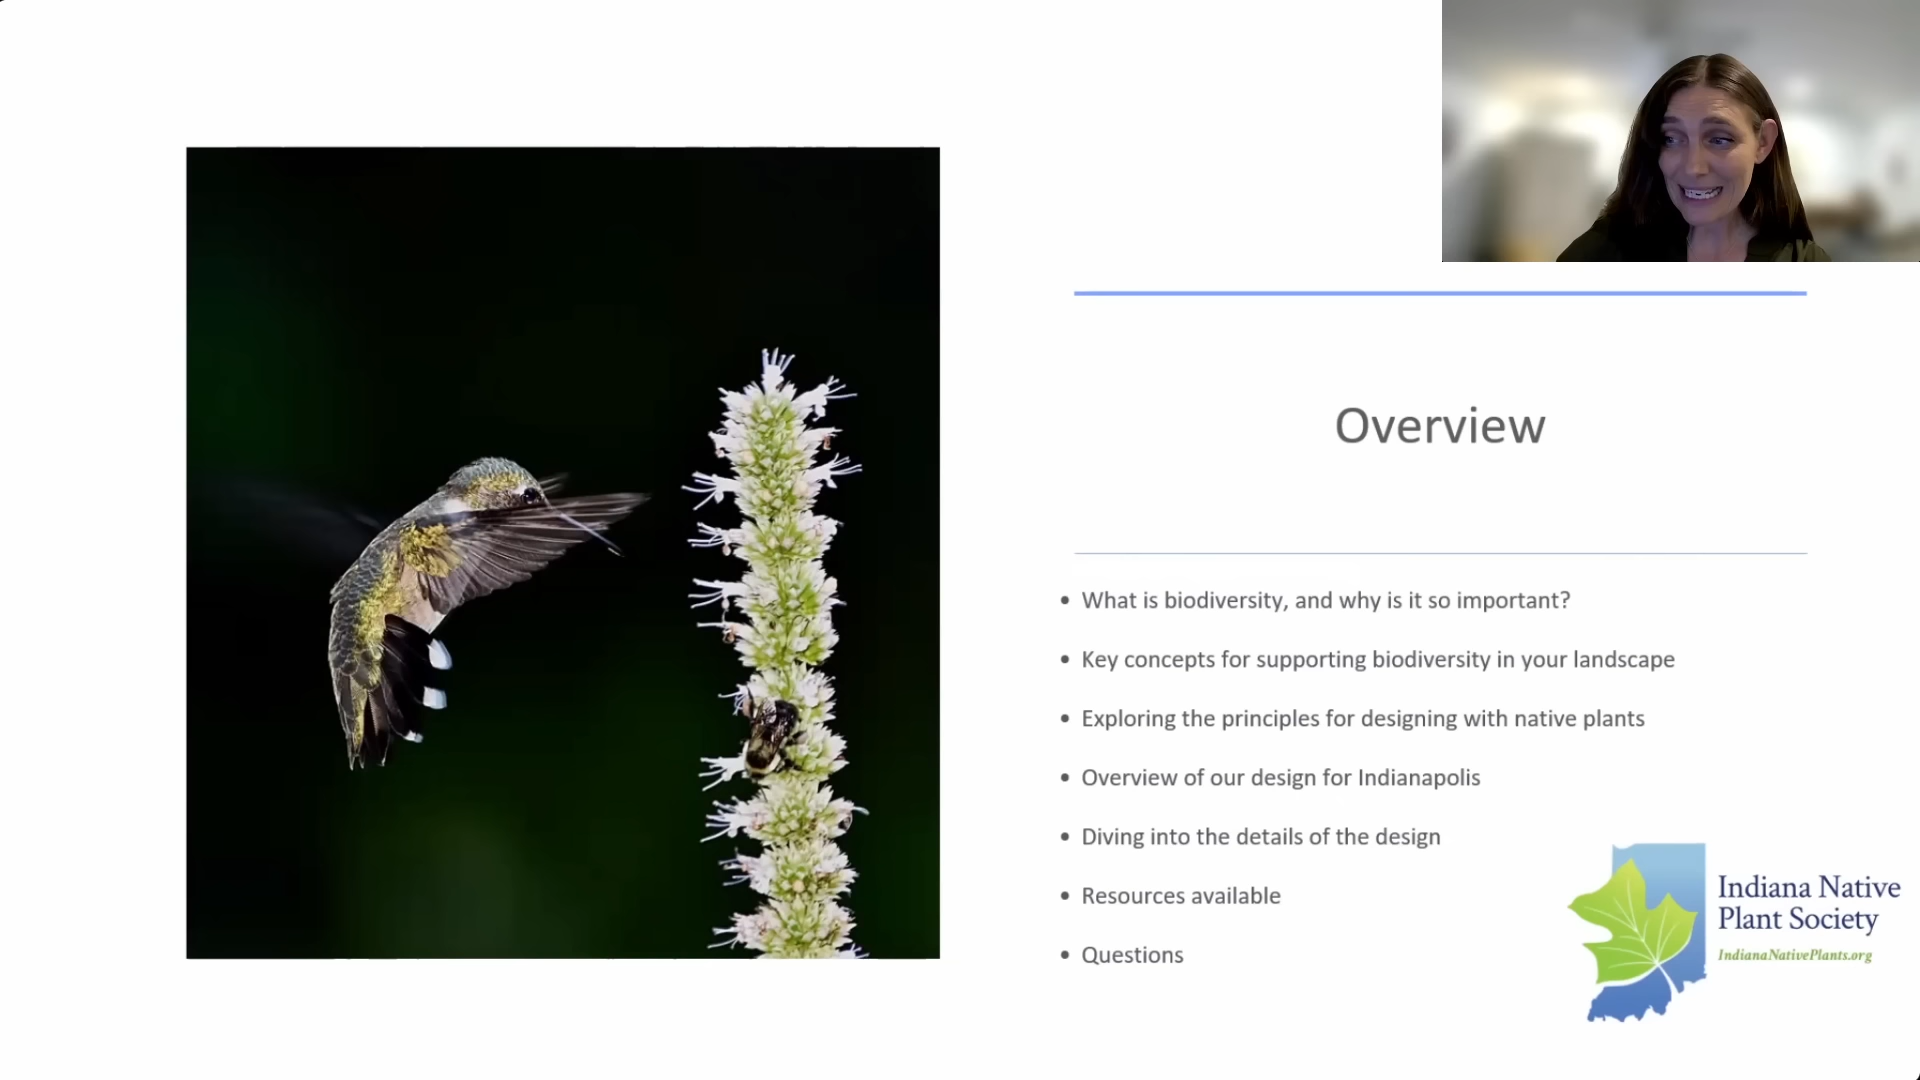 Overview
• What is biodiversity, and why is it so important?
• Key concepts for supporting biodiversity in your landscape
• Exploring the principles for designing with native plants
• Overview of our design for Indianapolis
• Diving into the details of the design
• Resources available
• Questions
Indiana Native
Plant Society
IndianaNativePlants.org